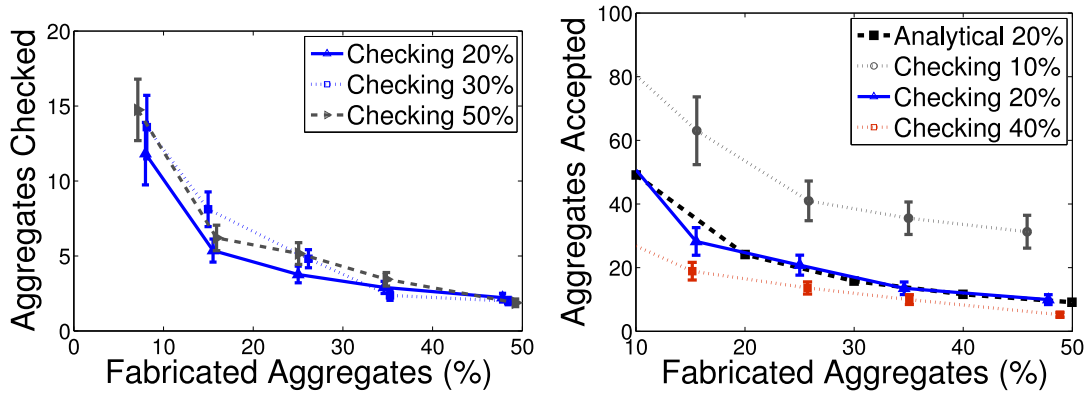 20
15
10
5
0
Aggregates Checked
Checking 20%
Checking 30%
Checking 50%
0
10
20
30
40
50
Fabricated Aggregates (%)
100
80
60
40
20
0
Aggregates Accepted
Analytical 20%
Checking 10%
Checking 20%
Checking 40%
10
20
30
40
50
Fabricated Aggregates (%)